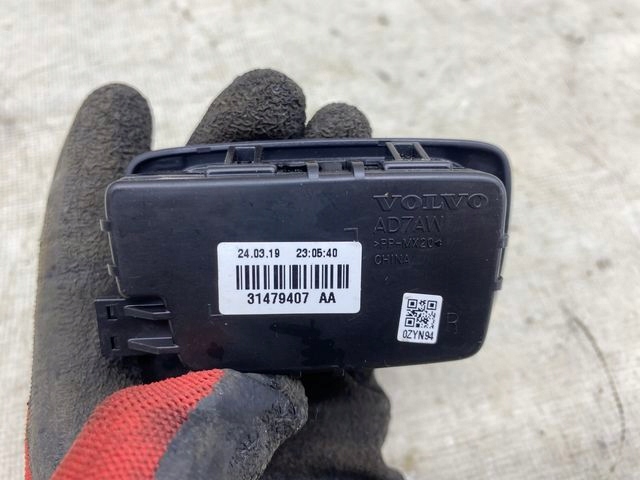 VOLVO
AD7AW
>PP-MX20<
CHINA
24.03.19 23:05:40
31479407 AA
R
0ZYN94